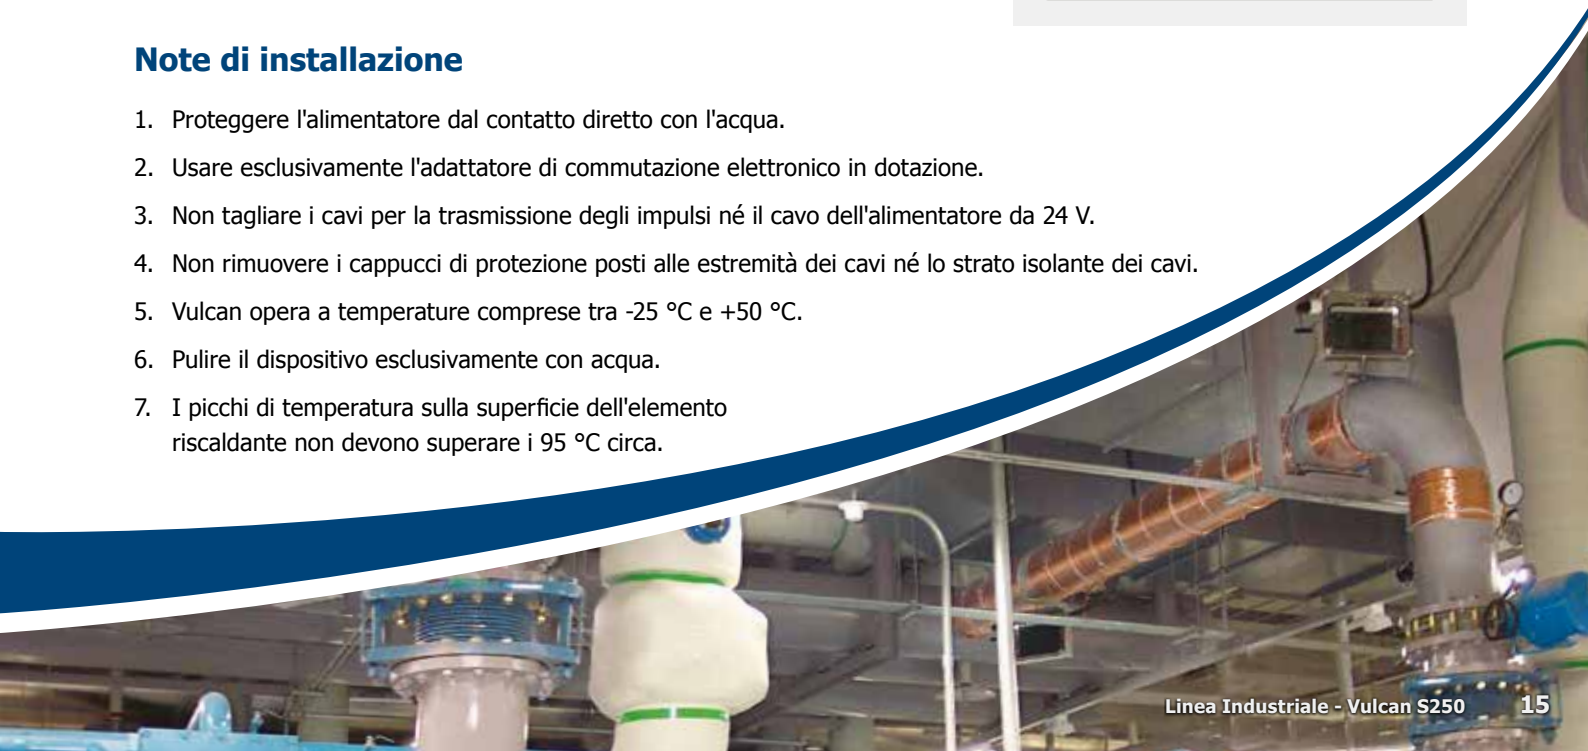 Note di installazione
1. Proteggere l'alimentatore dal contatto diretto con l'acqua.
2. Usare esclusivamente l'adattatore di commutazione elettronico in dotazione.
3. Non tagliare i cavi per la trasmissione degli impulsi né il cavo dell'alimentatore da 24 V.
4. Non rimuovere i cappucci di protezione posti alle estremità dei cavi né lo strato isolante dei cavi.
5. Vulcan opera a temperature comprese tra -25 °C e +50 °C.
6. Pulire il dispositivo esclusivamente con acqua.
7. I picchi di temperatura sulla superficie dell'elemento
riscaldante non devono superare i 95 °C circa.
Linea Industriale - Vulcan S250 15